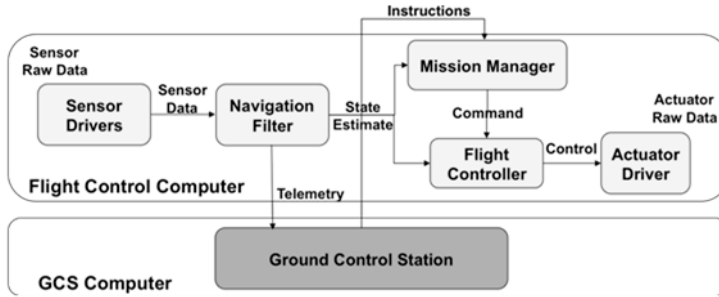 Instructions
Sensor
Raw Data
Mission Manager
Sensor
Drivers
Sensor
Data
Navigation
Filter
State
Estimate
Command
Actuator
Raw Data
Flight
Controller
Control
Actuator
Driver
Flight Control Computer
Telemetry
Ground Control Station
GCS Computer